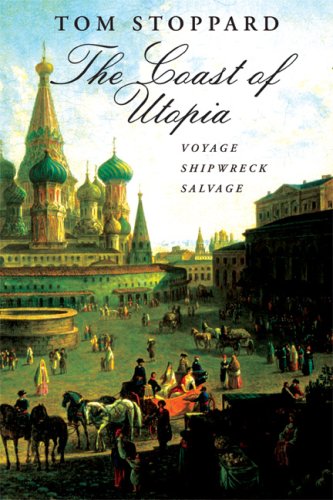 TOM STOPPARD
The Coast of
Utopia
VOYAGE
SHIPWRECK
SALVAGE